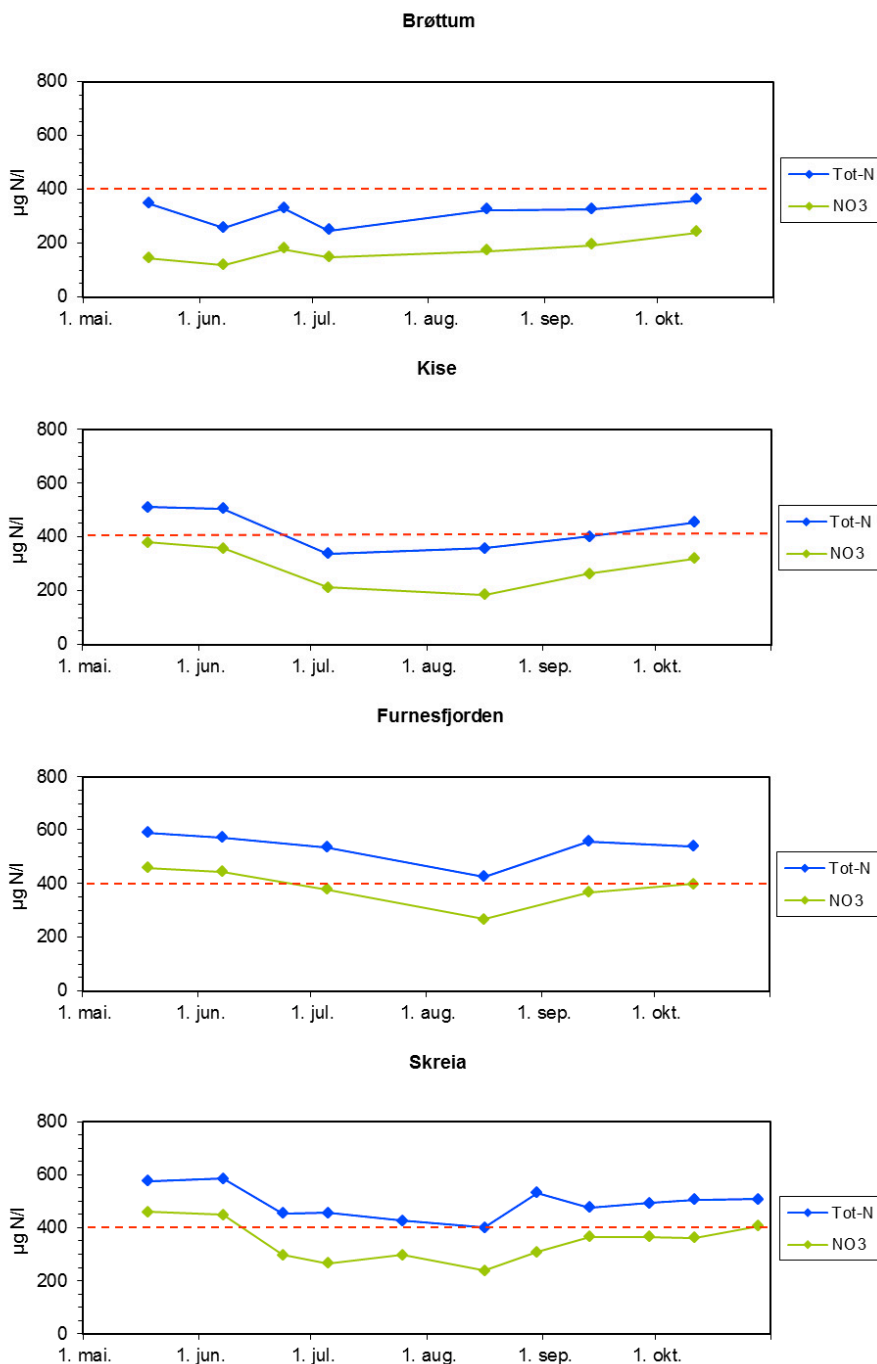 Brøttum
800
600
400
200
0
µg N/l
1. mai.
1. jun.
1. jul.
1. aug.
1. sep.
1. okt.
Tot-N
NO3
Kise
800
600
400
200
0
µg N/l
1. mai.
1. jun.
1. jul.
1. aug.
1. sep.
1. okt.
Tot-N
NO3
Furnesfjorden
800
600
400
200
0
µg N/l
1. mai.
1. jun.
1. jul.
1. aug.
1. sep.
1. okt.
Tot-N
NO3
Skreia
800
600
400
200
0
µg N/l
1. mai.
1. jun.
1. jul.
1. aug.
1. sep.
1. okt.
Tot-N
NO3